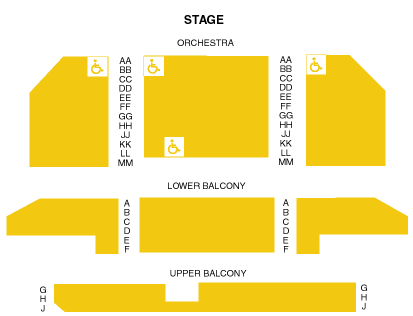 STAGE
ORCHESTRA
AA AA
BB BB
CC CC
DD DD
EE EE
FF FF
GG GG
HH HH
JJ JJ
KK KK
LL LL
MM MM
LOWER BALCONY
A A
B B
C C
D D
E E
F F
UPPER BALCONY
G G
H H
J J